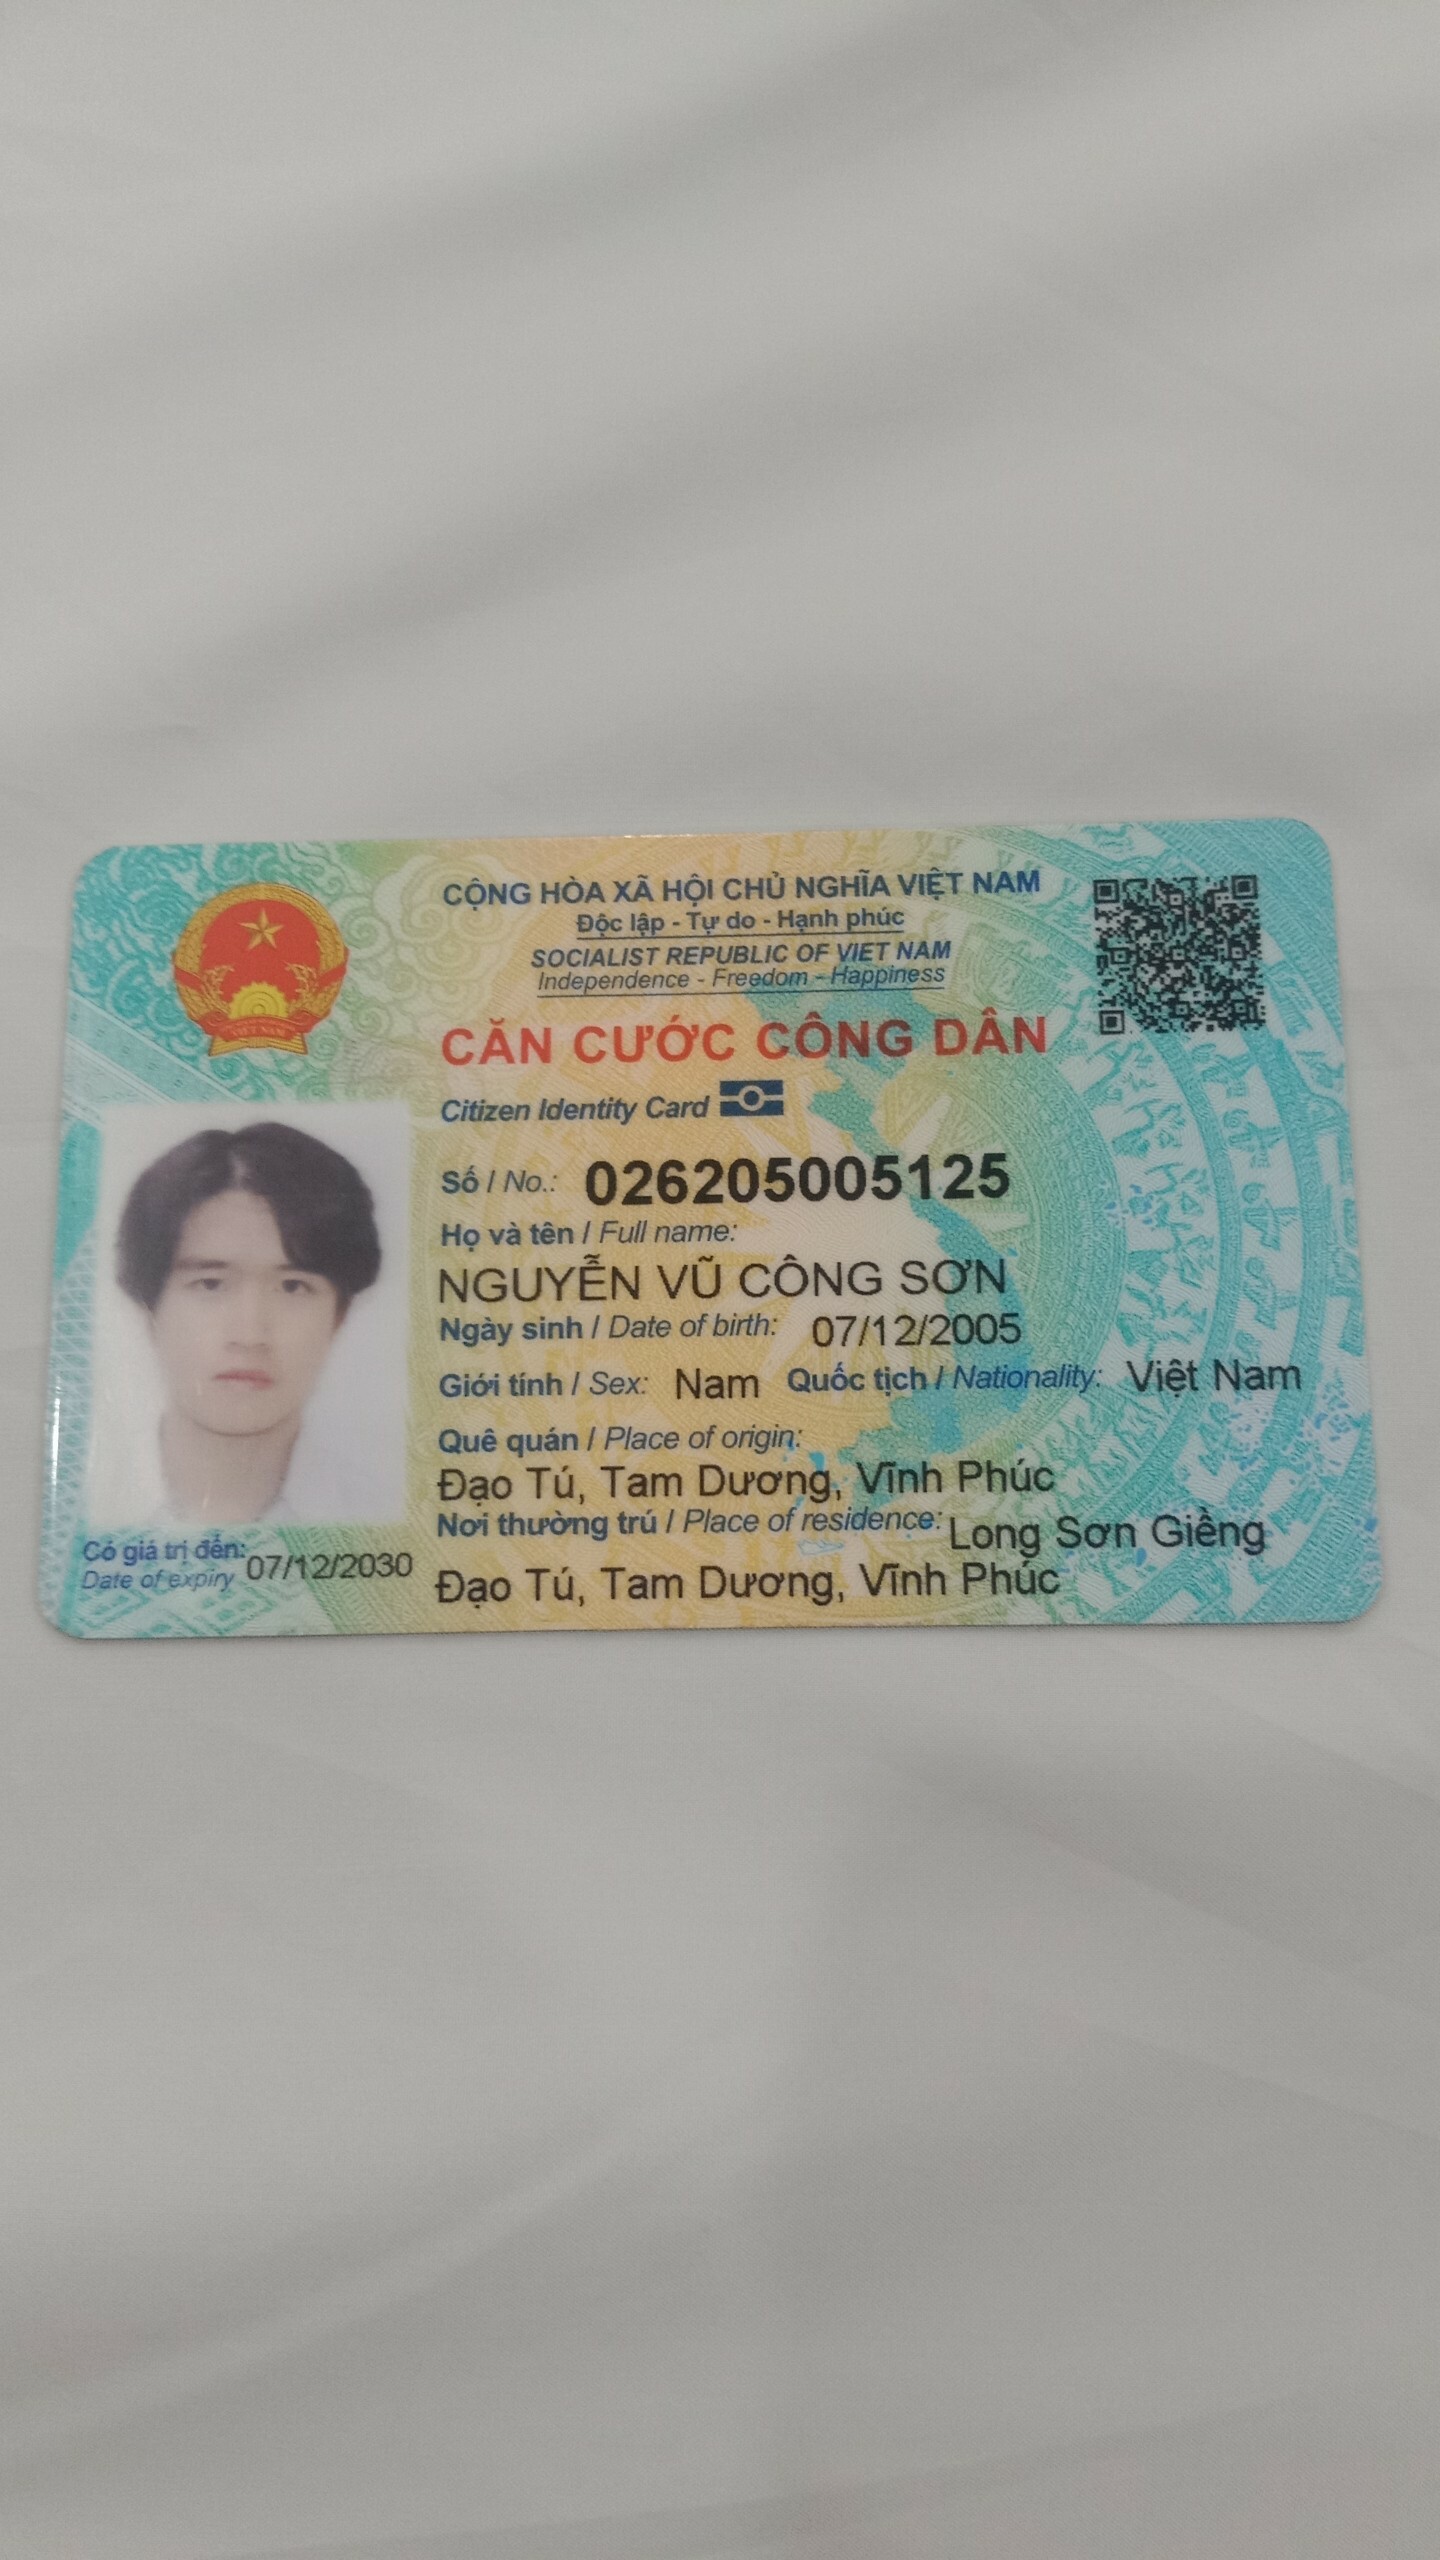 CỘNG HÒA XÃ HỘI CHỦ NGHĨA VIỆT NAM
Độc lập - Tự do - Hạnh phúc
SOCIALIST REPUBLIC OF VIET NAM
Independence - Freedom - Happiness
CĂN CƯỚC CÔNG DÂN
Citizen Identity Card
VIỆT NAM
Số / No.: 026205005125
Họ và tên / Full name:
NGUYỄN VŨ CÔNG SƠN
Ngày sinh / Date of birth: 07/12/2005
Giới tính / Sex: Nam Quốc tịch / Nationality: Việt Nam
Quê quán / Place of origin:
Đạo Tú, Tam Dương, Vĩnh Phúc
Nơi thường trú / Place of residence: Long Sơn Giềng
Đạo Tú, Tam Dương, Vĩnh Phúc
Có giá trị đến: 07/12/2030
Date of expiry